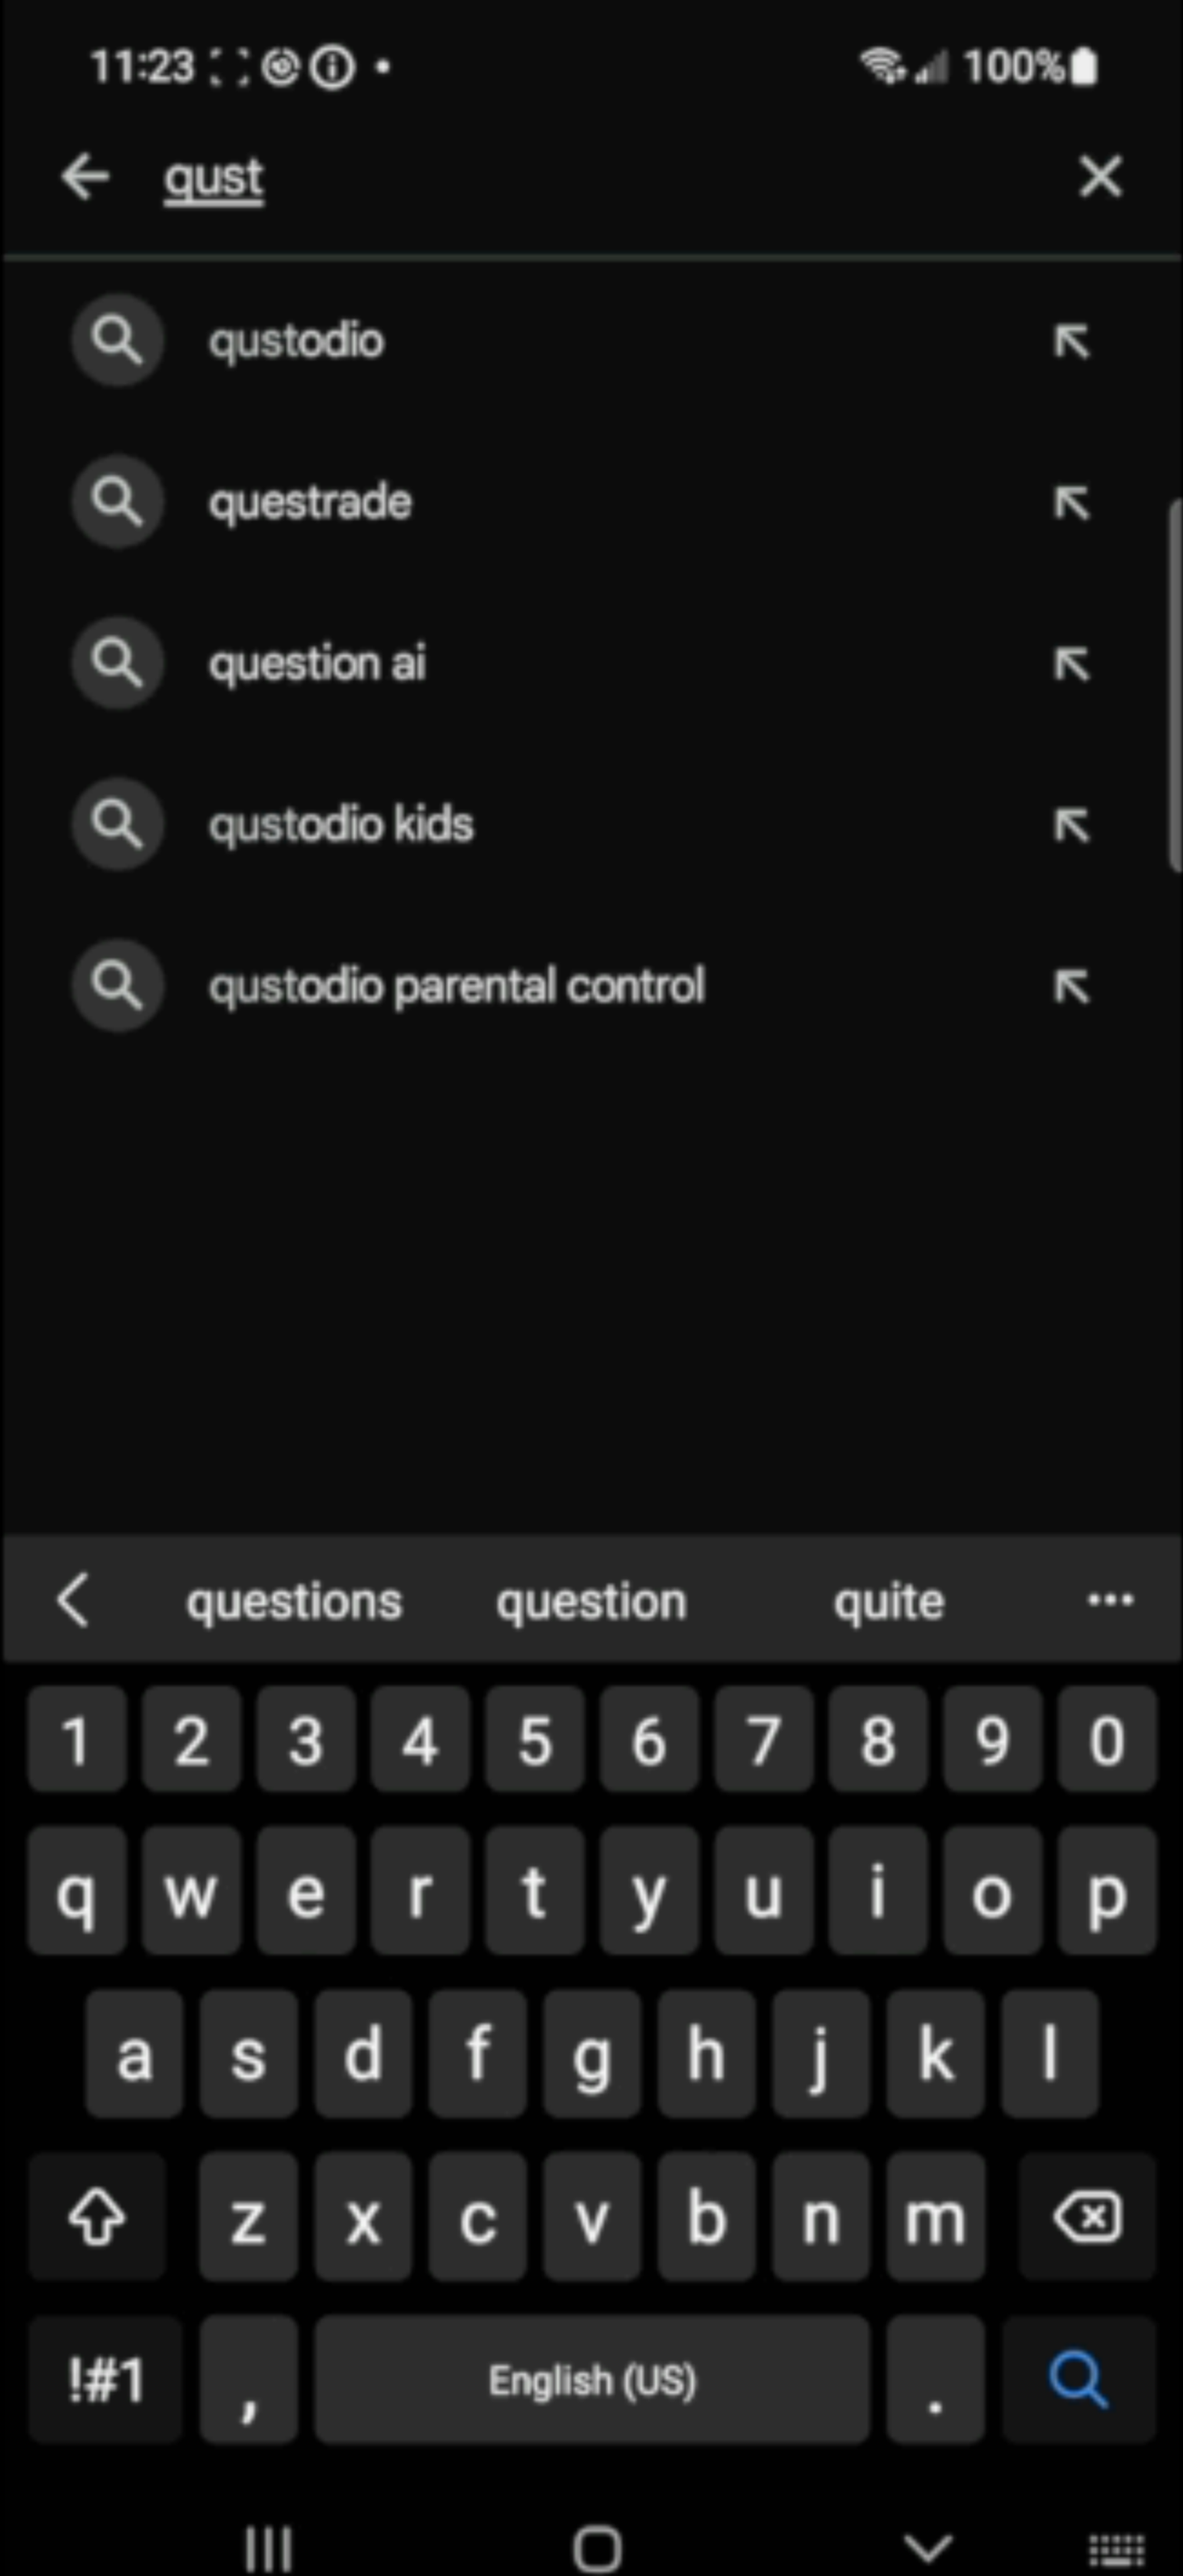 11:23 100%
qust
qustodio
questrade
question ai
qustodio kids
qustodio parental control
questions question quite ...
1 2 3 4 5 6 7 8 9 0
q w e r t y u i o p
a s d f g h j k l
z x c v b n m
!#1 , English (US) .